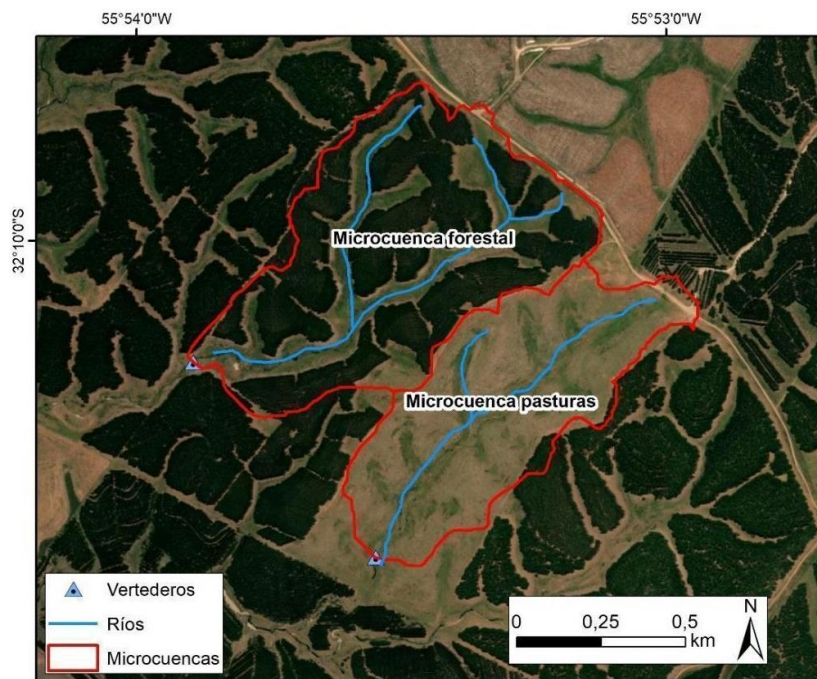 55°54'0"W
55°53'0"W
32°10'0"S
Microcuenca forestal
Microcuenca pasturas
Vertederos
Ríos
Microcuencas
0 0,25 0,5
km
N